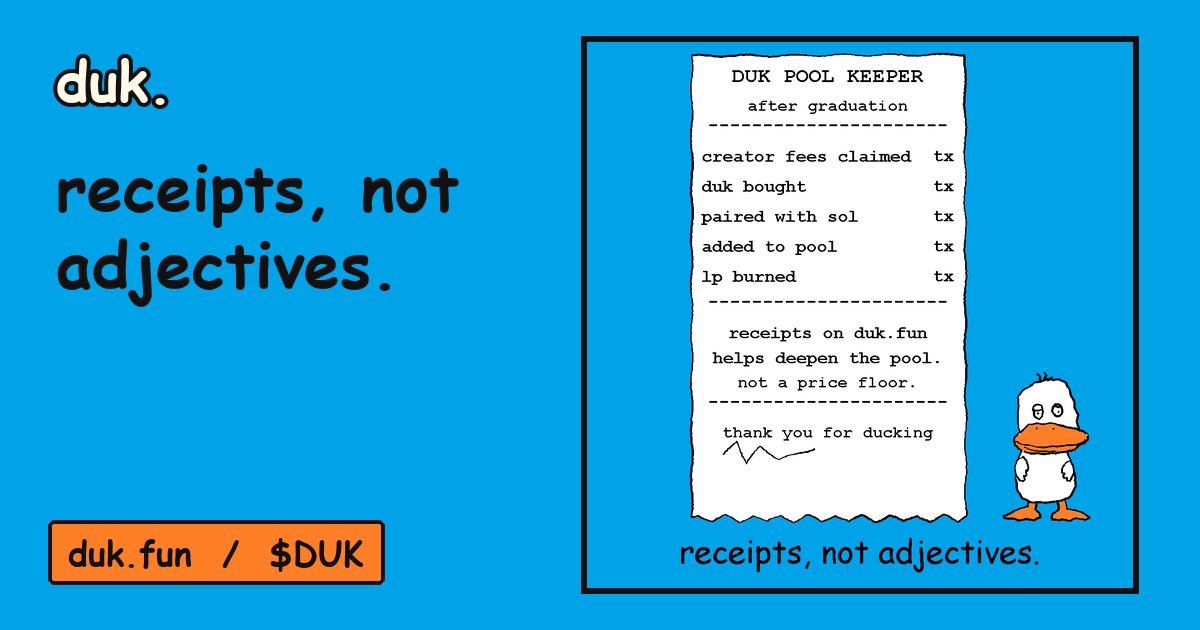 duk.
receipts, not
adjectives.
duk.fun / $DUK
DUK POOL KEEPER
after graduation
creator fees claimed tx
duk bought tx
paired with sol tx
added to pool tx
lp burned tx
receipts on duk.fun
helps deepen the pool.
not a price floor.
thank you for ducking
receipts, not adjectives.